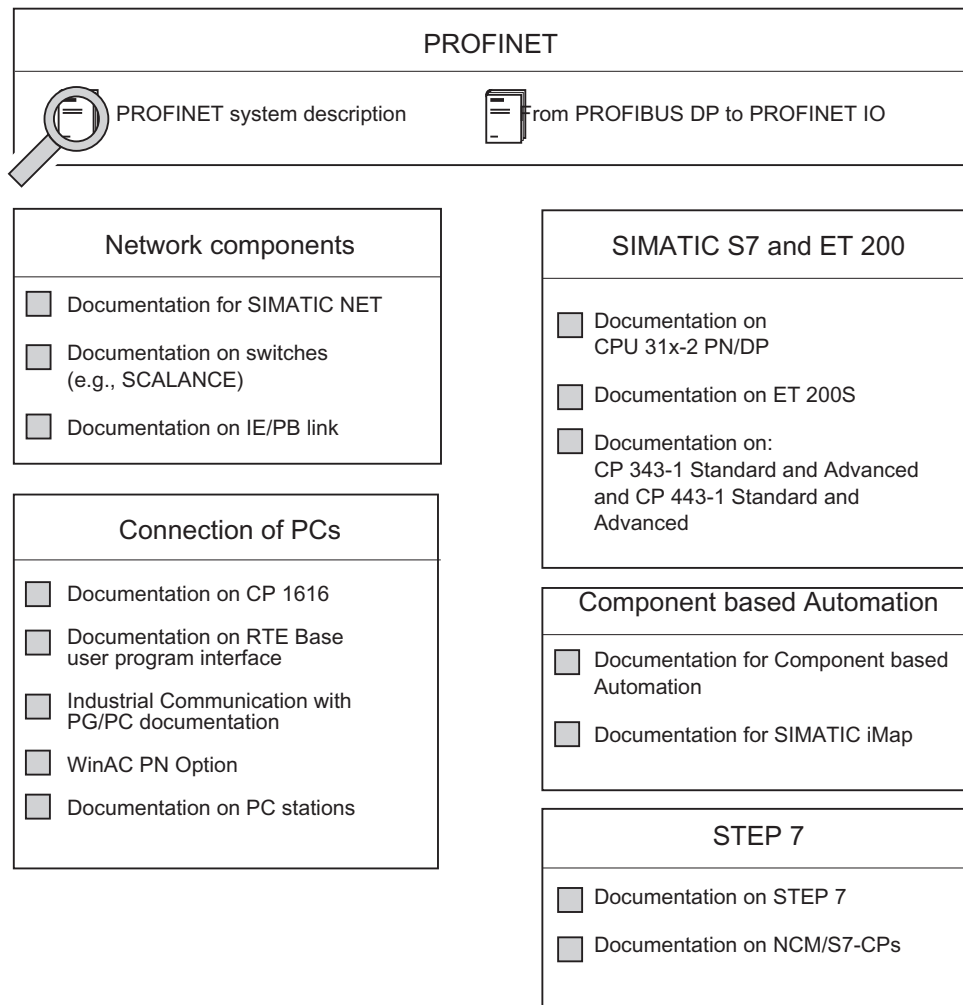 PROFINET
PROFINET system description
From PROFIBUS DP to PROFINET IO
Network components
Documentation for SIMATIC NET
Documentation on switches
(e.g., SCALANCE)
Documentation on IE/PB link
Connection of PCs
Documentation on CP 1616
Documentation on RTE Base
user program interface
Industrial Communication with
PG/PC documentation
WinAC PN Option
Documentation on PC stations
SIMATIC S7 and ET 200
Documentation on
CPU 31x-2 PN/DP
Documentation on ET 200S
Documentation on:
CP 343-1 Standard and Advanced
and CP 443-1 Standard and
Advanced
Component based Automation
Documentation for Component based
Automation
Documentation for SIMATIC iMap
STEP 7
Documentation on STEP 7
Documentation on NCM/S7-CPs